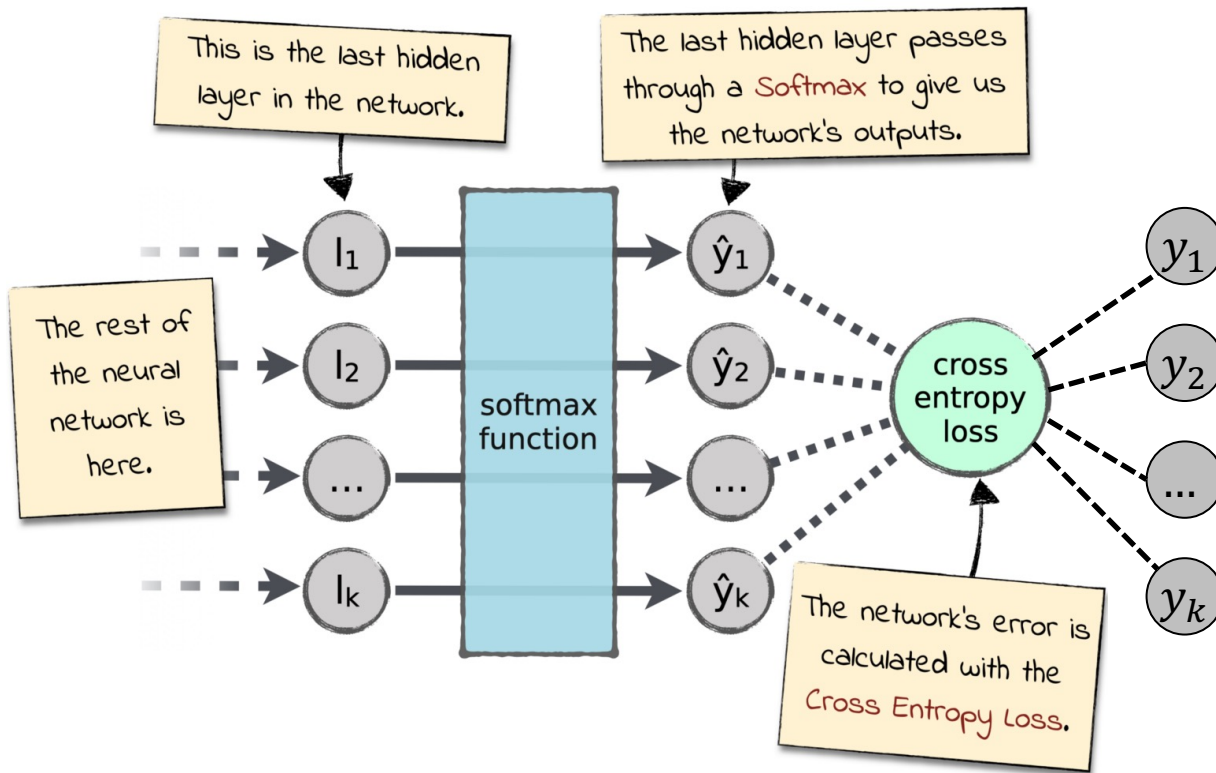 This is the last hidden
layer in the network.
The last hidden layer passes
through a Softmax to give us
the network's outputs.
The rest of
the neural
network is
here.
l₁
l₂
...
lₖ
softmax
function
ŷ₁
ŷ₂
...
ŷₖ
cross
entropy
loss
y₁
y₂
...
yₖ
The network's error is
calculated with the
Cross Entropy Loss.